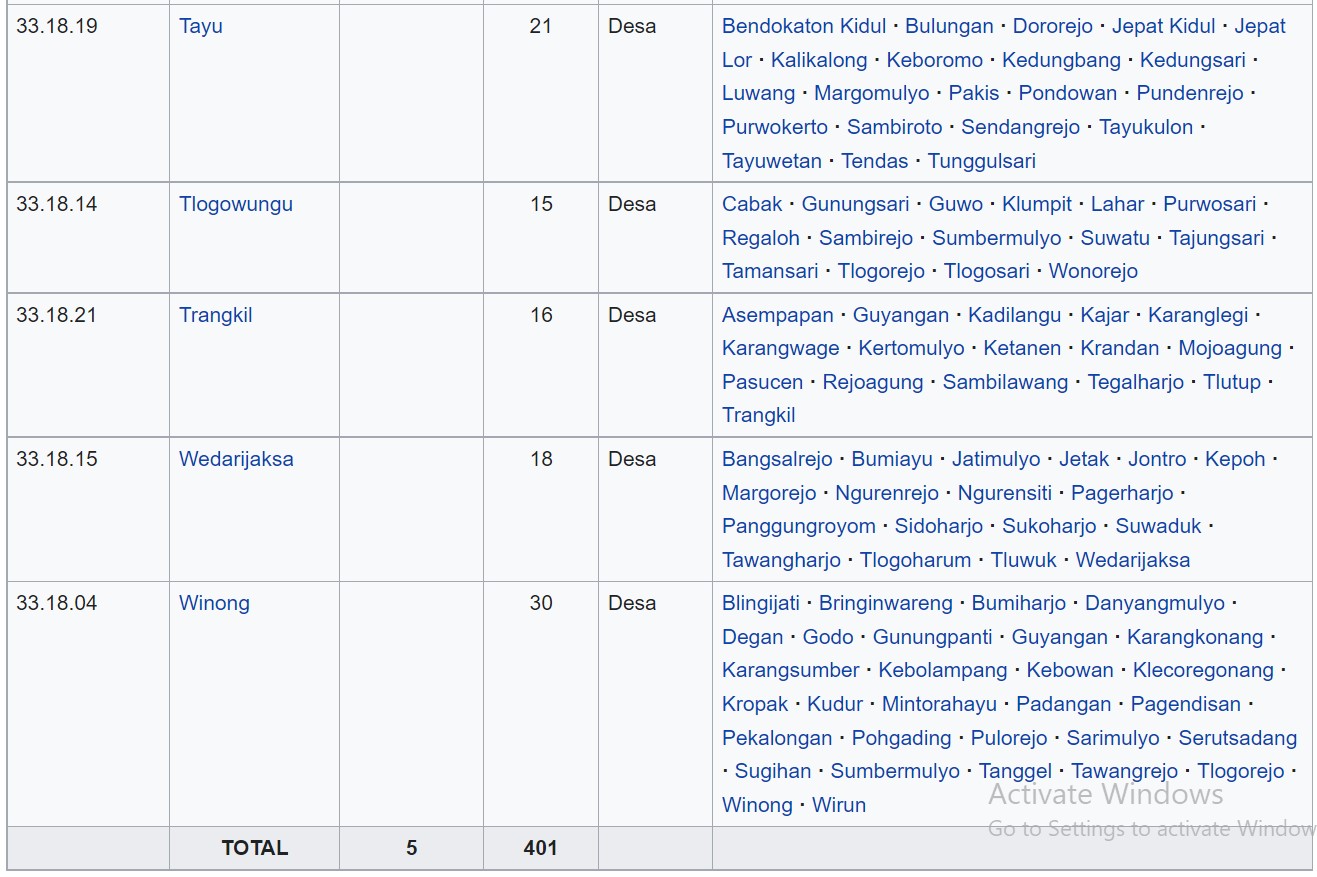 33.18.19 Tayu 21 Desa Bendokaton Kidul · Bulungan · Dororejo · Jepat Kidul · Jepat
Lor · Kalikalong · Keboromo · Kedungbang · Kedungsari ·
Luwang · Margomulyo · Pakis · Pondowan · Pundenrejo ·
Purwokerto · Sambiroto · Sendangrejo · Tayukulon ·
Tayuwetan · Tendas · Tunggulsari
33.18.14 Tlogowungu 15 Desa Cabak · Gunungsari · Guwo · Klumpit · Lahar · Purwosari ·
Regaloh · Sambirejo · Sumbermulyo · Suwatu · Tajungsari ·
Tamansari · Tlogorejo · Tlogosari · Wonorejo
33.18.21 Trangkil 16 Desa Asempapan · Guyangan · Kadilangu · Kajar · Karanglegi ·
Karangwage · Kertomulyo · Ketanen · Krandan · Mojoagung ·
Pasucen · Rejoagung · Sambilawang · Tegalharjo · Tlutup ·
Trangkil
33.18.15 Wedarijaksa 18 Desa Bangsalrejo · Bumiayu · Jatimulyo · Jetak · Jontro · Kepoh ·
Margorejo · Ngurenrejo · Ngurensiti · Pagerharjo ·
Panggungroyom · Sidoharjo · Sukoharjo · Suwaduk ·
Tawangharjo · Tlogoharum · Tluwuk · Wedarijaksa
33.18.04 Winong 30 Desa Blingijati · Bringinwareng · Bumiharjo · Danyangmulyo ·
Degan · Godo · Gunungpanti · Guyangan · Karangkonang ·
Karangsumber · Kebolampang · Kebowan · Klecoregonang ·
Kropak · Kudur · Mintorahayu · Padangan · Pagendisan ·
Pekalongan · Pohgading · Pulorejo · Sarimulyo · Serutsadang
· Sugihan · Sumbermulyo · Tanggel · Tawangrejo · Tlogorejo ·
Winong · Wirun
Activate Windows
Go to Settings to activate Window
TOTAL 5 401